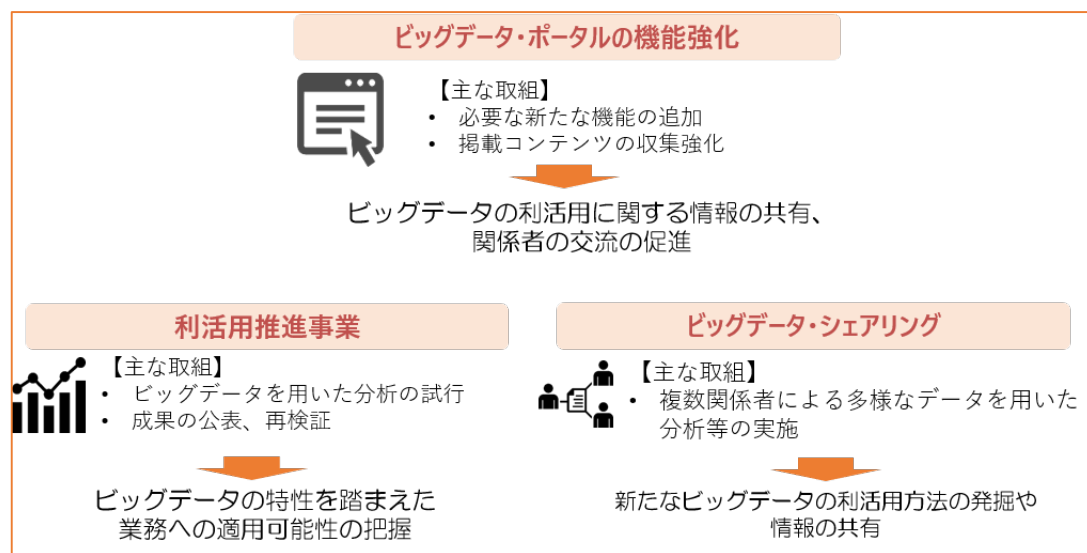 ビッグデータ・ポータルの機能強化
【主な取組】
• 必要な新たな機能の追加
• 掲載コンテンツの収集強化
ビッグデータの利活用に関する情報の共有、
関係者の交流の促進
利活用推進事業
【主な取組】
• ビッグデータを用いた分析の試行
• 成果の公表、再検証
ビッグデータの特性を踏まえた
業務への適用可能性の把握
ビッグデータ・シェアリング
【主な取組】
• 複数関係者による多様なデータを用いた
分析等の実施
新たなビッグデータの利活用方法の発掘や
情報の共有